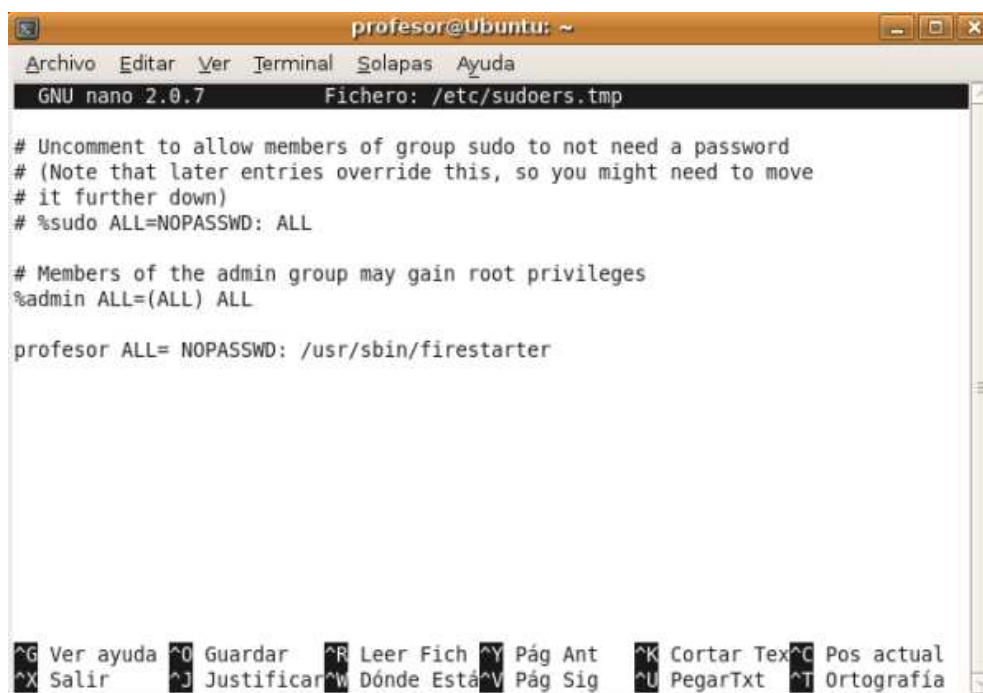 profesor@Ubuntu: ~
Archivo Editar Ver Terminal Solapas Ayuda
GNU nano 2.0.7 Fichero: /etc/sudoers.tmp
# Uncomment to allow members of group sudo to not need a password
# (Note that later entries override this, so you might need to move
# it further down)
# %sudo ALL=NOPASSWD: ALL
# Members of the admin group may gain root privileges
%admin ALL=(ALL) ALL
profesor ALL= NOPASSWD: /usr/sbin/firestarter
^G Ver ayuda ^O Guardar ^R Leer Fich ^Y Pág Ant ^K Cortar Tex^C Pos actual
^X Salir ^J Justificar^W Dónde Está^V Pág Sig ^U PegarTxt ^T Ortografía